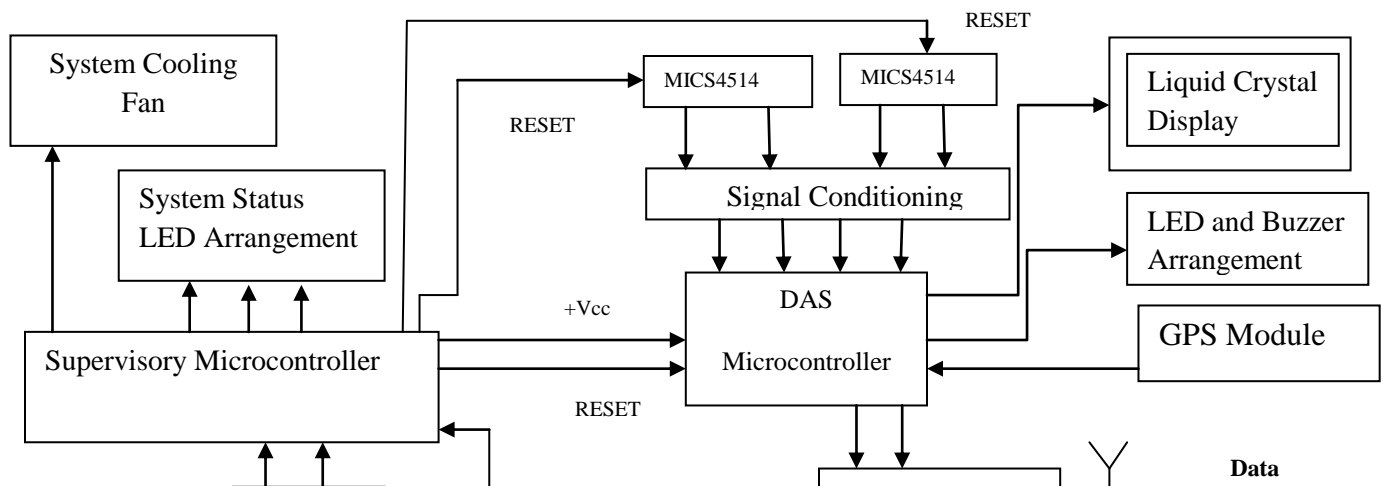 RESET
System Cooling
Fan
MICS4514
MICS4514
Liquid Crystal
Display
RESET
System Status
LED Arrangement
Signal Conditioning
LED and Buzzer
Arrangement
DAS
Microcontroller
+Vcc
GPS Module
Supervisory Microcontroller
RESET
Data